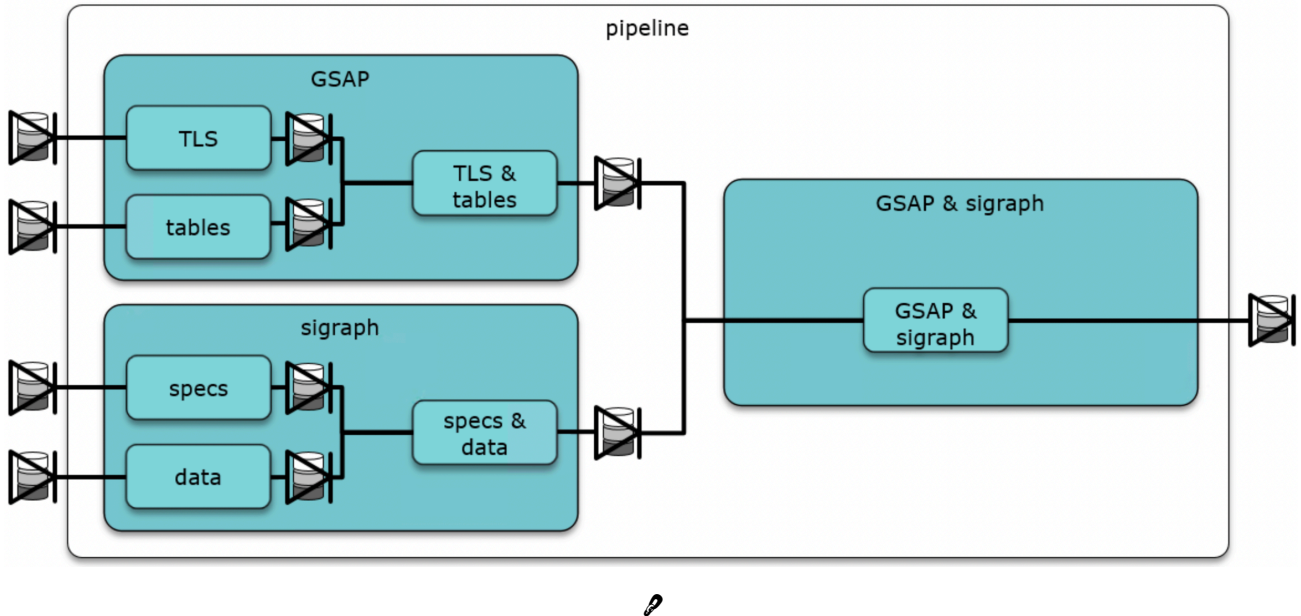 pipeline
GSAP
TLS
tables
TLS &
tables
sigraph
specs
data
specs &
data
GSAP & sigraph
GSAP &
sigraph